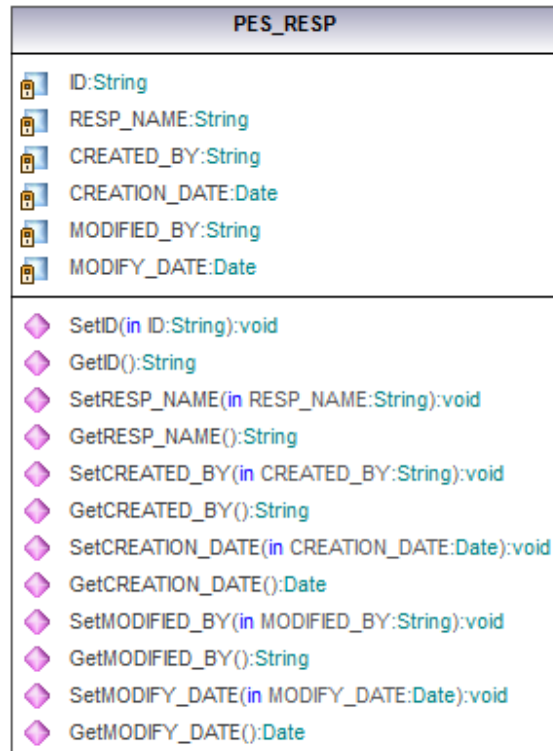 PES_RESP
ID:String
RESP_NAME:String
CREATED_BY:String
CREATION_DATE:Date
MODIFIED_BY:String
MODIFY_DATE:Date
SetID(in ID:String):void
GetID():String
SetRESP_NAME(in RESP_NAME:String):void
GetRESP_NAME():String
SetCREATED_BY(in CREATED_BY:String):void
GetCREATED_BY():String
SetCREATION_DATE(in CREATION_DATE:Date):void
GetCREATION_DATE():Date
SetMODIFIED_BY(in MODIFIED_BY:String):void
GetMODIFIED_BY():String
SetMODIFY_DATE(in MODIFY_DATE:Date):void
GetMODIFY_DATE():Date